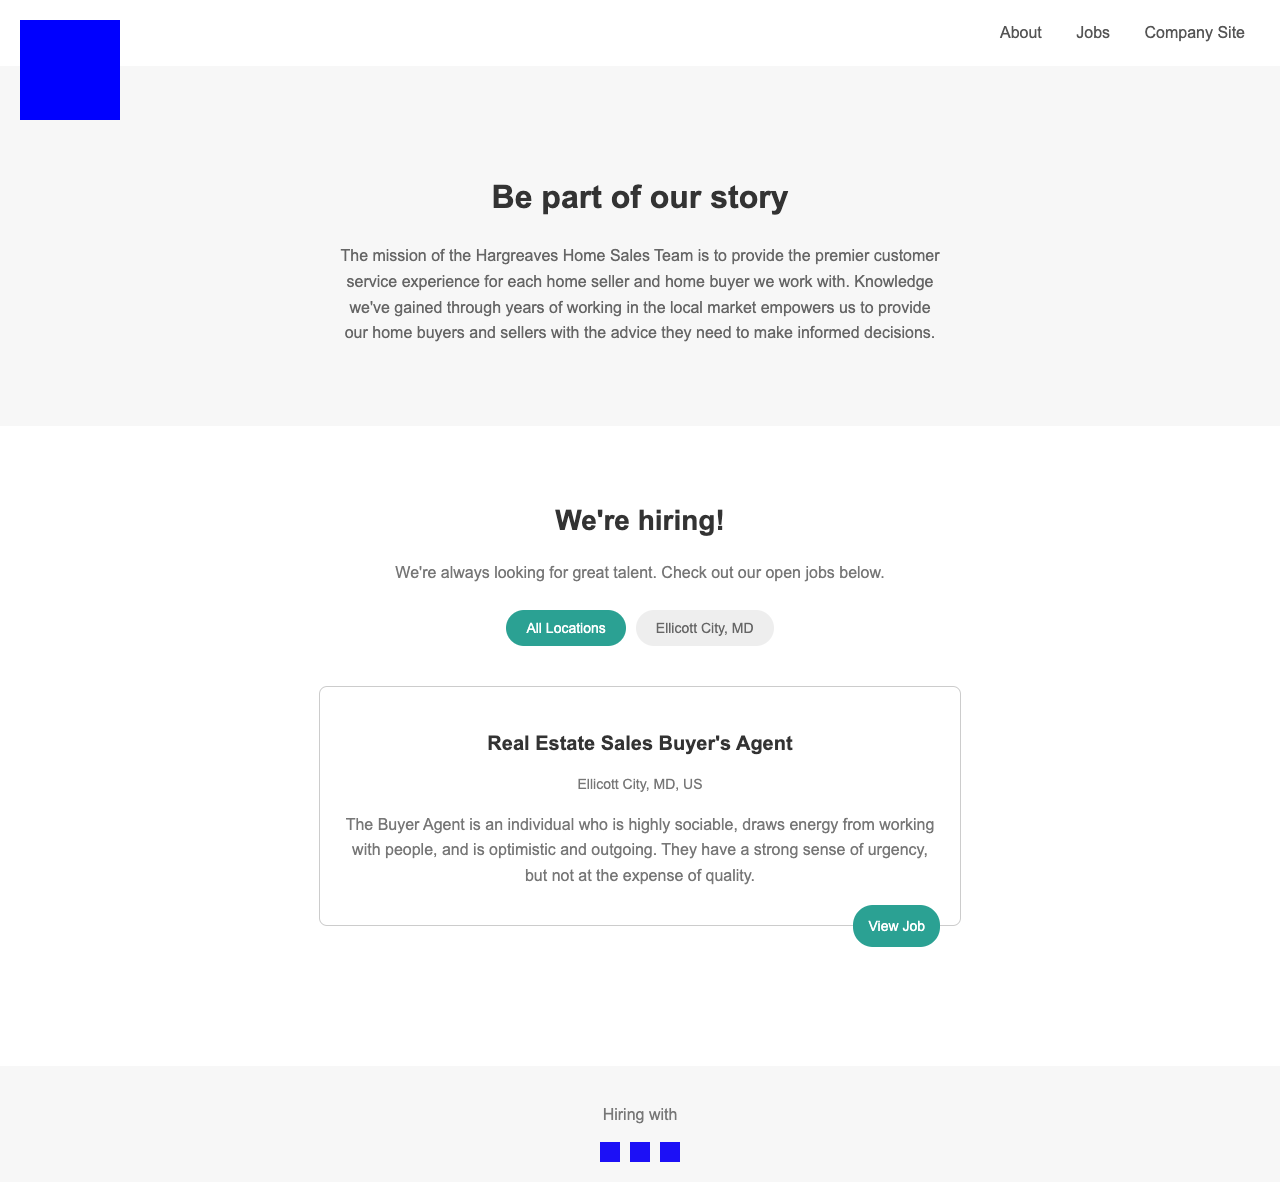 About Jobs Company Site
Be part of our story
The mission of the Hargreaves Home Sales Team is to provide the premier customer
service experience for each home seller and home buyer we work with. Knowledge
we've gained through years of working in the local market empowers us to provide
our home buyers and sellers with the advice they need to make informed decisions.
We're hiring!
We're always looking for great talent. Check out our open jobs below.
All Locations Ellicott City, MD
Real Estate Sales Buyer's Agent
Ellicott City, MD, US
The Buyer Agent is an individual who is highly sociable, draws energy from working
with people, and is optimistic and outgoing. They have a strong sense of urgency,
but not at the expense of quality.
View Job
Hiring with